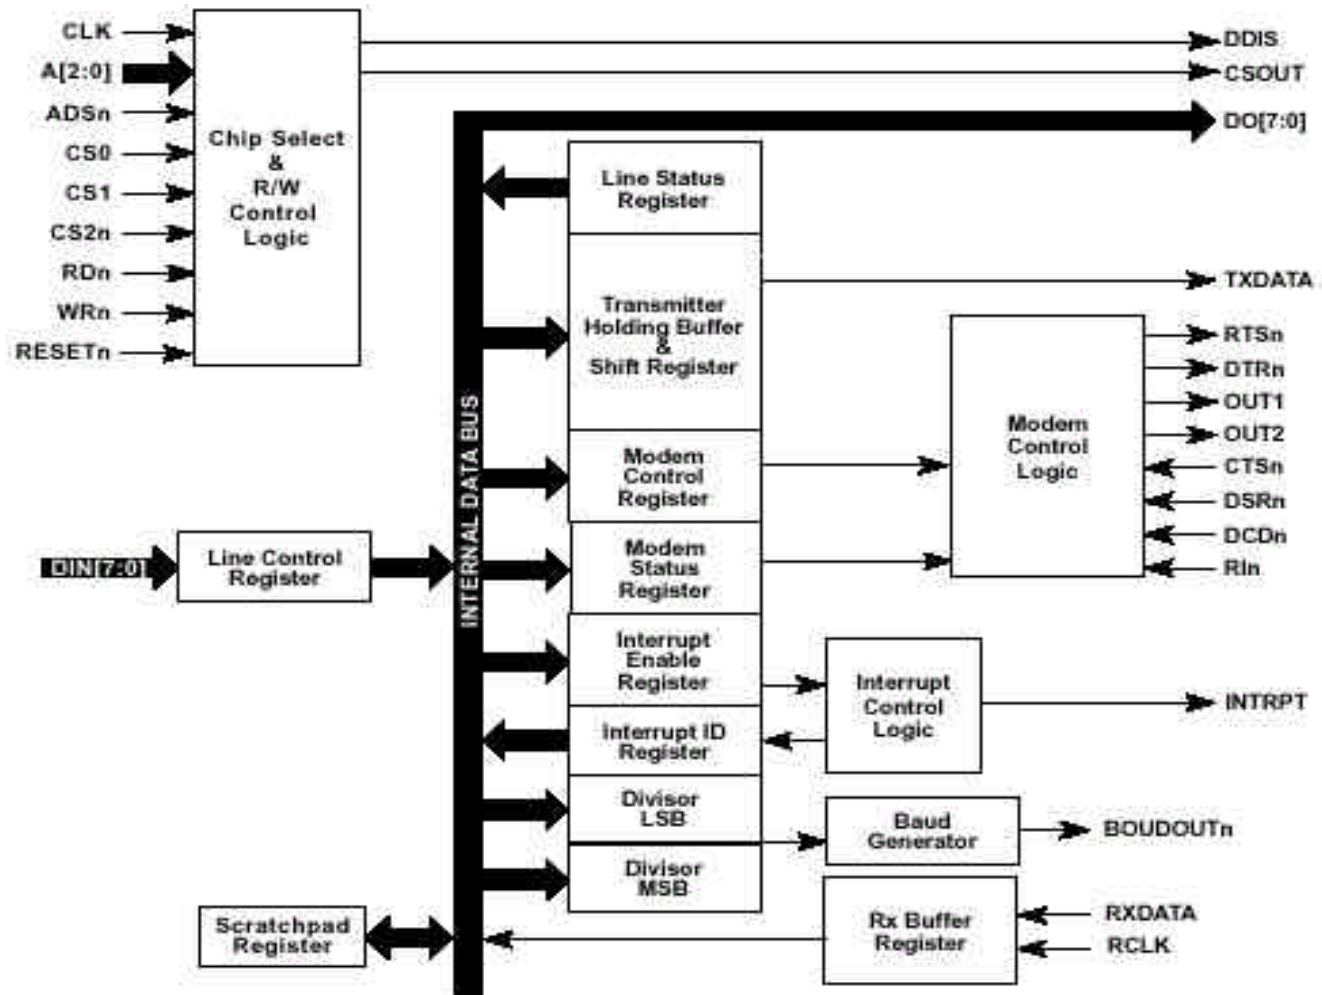 CLK
A[2:0]
ADSn
CS0
CS1
CS2n
RDn
WRn
RESETn
Chip Select
&
R/W
Control
Logic
DDIS
CSOUT
DO[7:0]
Line Status
Register
Transmitter
Holding Buffer
&
Shift Register
TXDATA
Modem
Control
Register
Modem
Control
Logic
RTSn
DTRn
OUT1
OUT2
CTSn
DSRn
DCDn
RIn
INTERNAL DATA BUS
DIN[7:0]
Line Control
Register
Modem
Status
Register
Interrupt
Enable
Register
Interrupt
Control
Logic
INTRPT
Interrupt ID
Register
Divisor
LSB
Baud
Generator
BOUDOUTn
Divisor
MSB
Scratchpad
Register
Rx Buffer
Register
RXDATA
RCLK